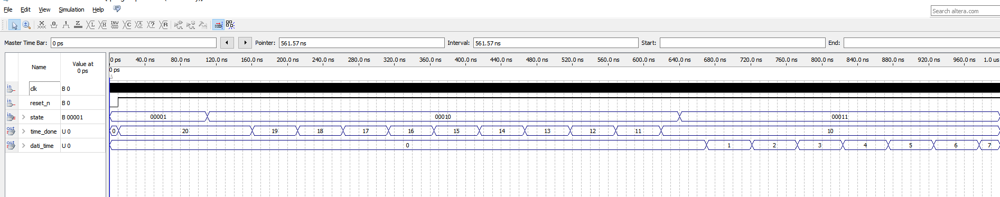 File Edit View Simulation Help
Search altera.com
Master Time Bar: 0 ps Pointer: 561.57 ns Interval: 561.57 ns Start: End:
Name Value at 0 ps
0 ps 40.0 ns 80.0 ns 120.0 ns 160.0 ns 200.0 ns 240.0 ns 280.0 ns 320.0 ns 360.0 ns 400.0 ns 440.0 ns 480.0 ns 520.0 ns 560.0 ns 600.0 ns 640.0 ns 680.0 ns 720.0 ns 760.0 ns 800.0 ns 840.0 ns 880.0 ns 920.0 ns 960.0 ns 1.0 us
0 ps
in clk B 0
in reset_n B 0
in state B 00001 00001 00010 00011
out time_done U 0 0 20 19 18 17 16 15 14 13 12 11 10
out dati_time U 0 0 1 2 3 4 5 6 7